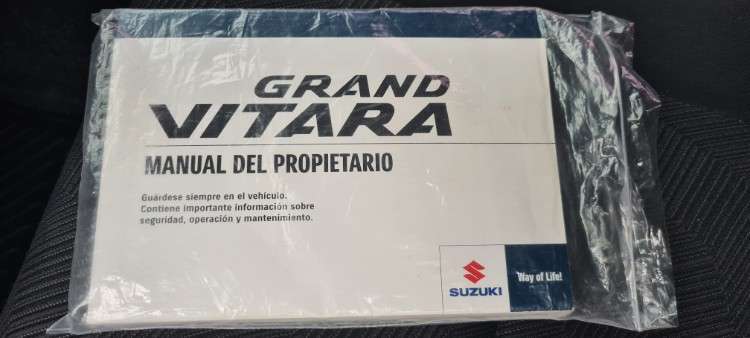 GRAND
VITARA
MANUAL DEL PROPIETARIO
Guárdese siempre en el vehículo.
Contiene importante información sobre
seguridad, operación y mantenimiento.
SUZUKI
Way of Life!